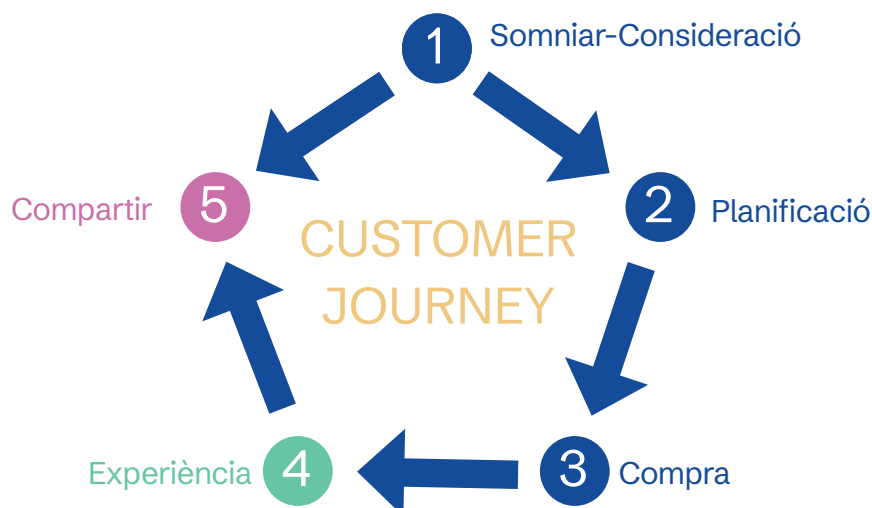 1
Somniar-Consideració
5
Compartir
2
Planificació
CUSTOMER
JOURNEY
Experiència
4
3
Compra